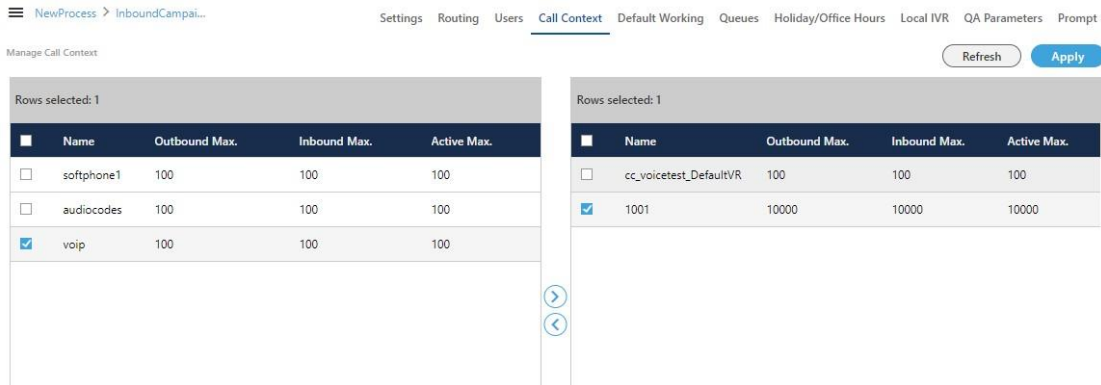 NewProcess > InboundCampai...
Settings Routing Users Call Context Default Working Queues Holiday/Office Hours Local IVR QA Parameters Prompt
Manage Call Context
Refresh Apply
Rows selected: 1
Name Outbound Max. Inbound Max. Active Max.
softphone1 100 100 100
audiocodes 100 100 100
voip 100 100 100
Rows selected: 1
Name Outbound Max. Inbound Max. Active Max.
cc_voicetest_DefaultVR 100 100 100
1001 10000 10000 10000